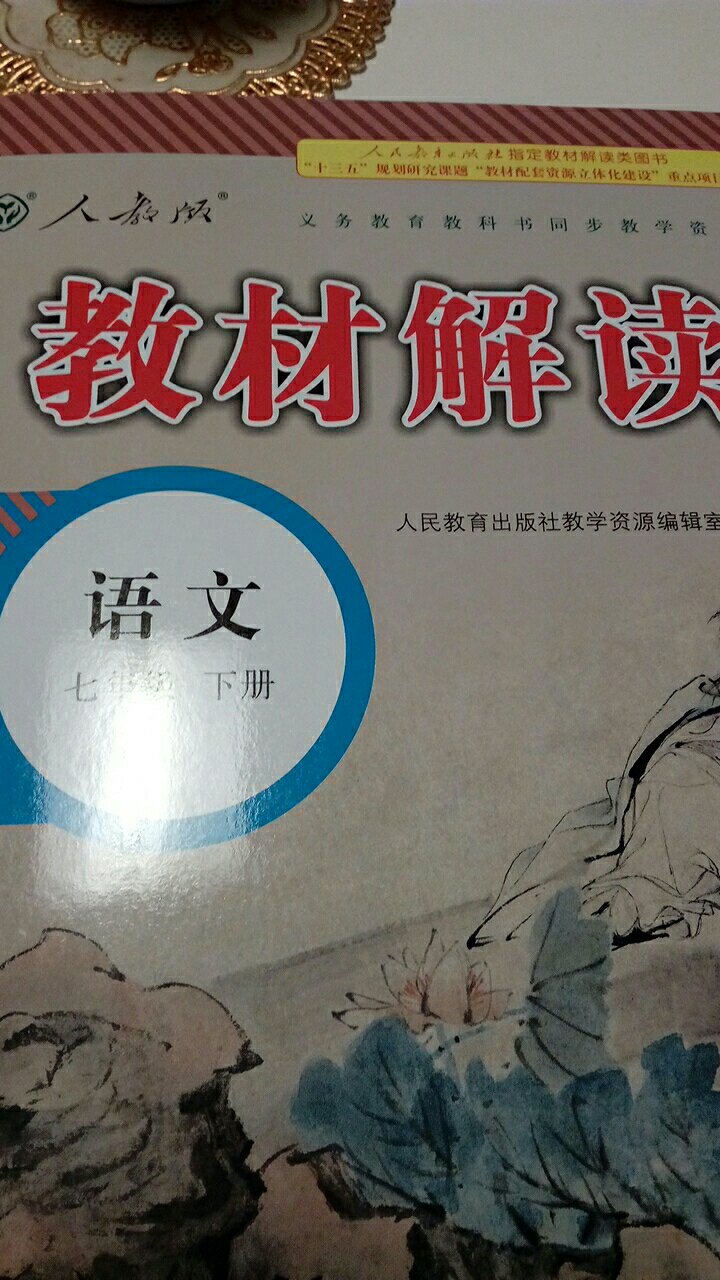 人民教育出版社指定教材解读类图书
“十三五”规划研究课题“教材配套资源立体化建设”重点项目
人教版®
义务教育教科书同步教学资
教材解读
人民教育出版社教学资源编辑室
语文
七年级 下册